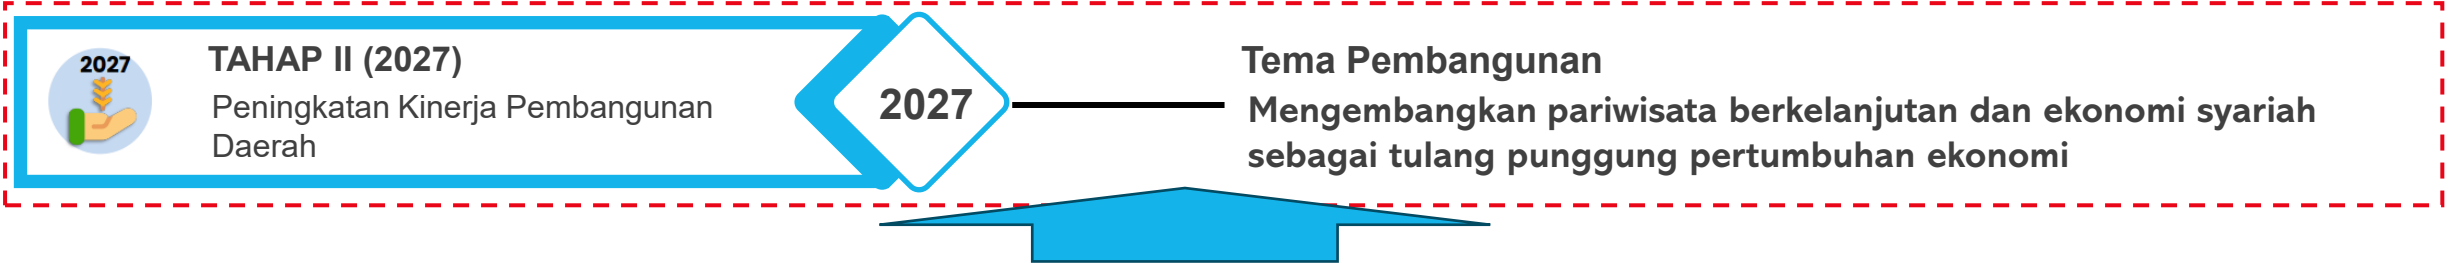 2027
TAHAP II (2027)
Peningkatan Kinerja Pembangunan
Daerah
2027
Tema Pembangunan
Mengembangkan pariwisata berkelanjutan dan ekonomi syariah
sebagai tulang punggung pertumbuhan ekonomi